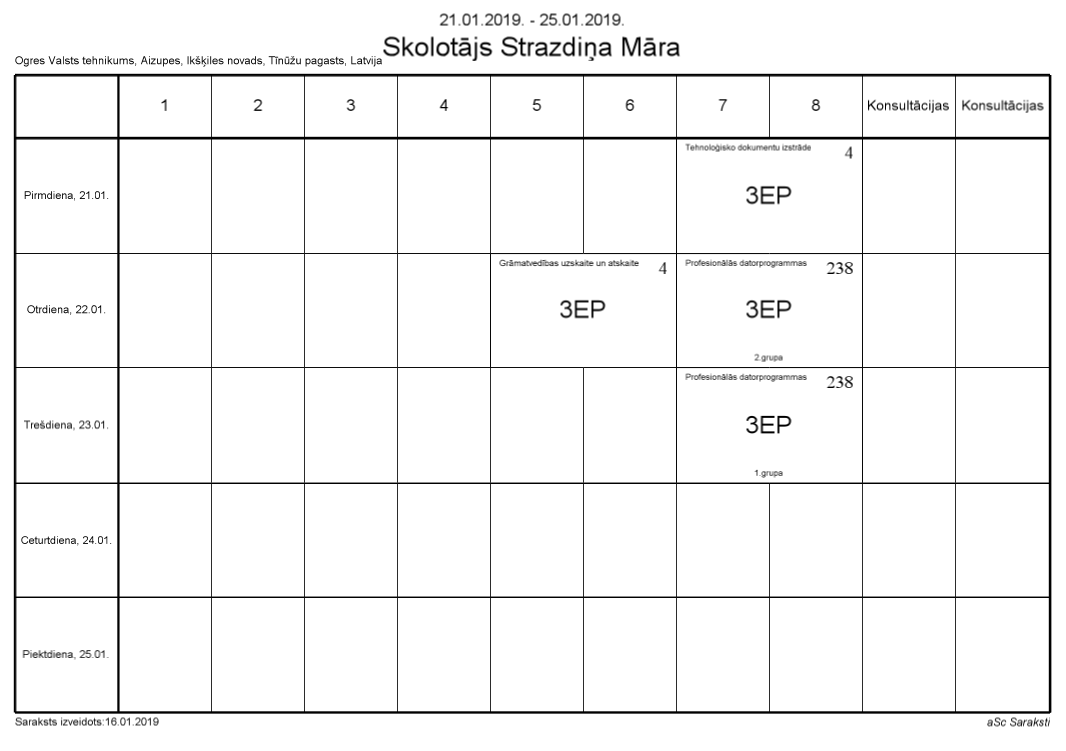 21.01.2019. - 25.01.2019.
Skolotājs Strazdiņa Māra
Ogres Valsts tehnikums, Aizupes, Ikšķiles novads, Tīnūžu pagasts, Latvija
1 2 3 4 5 6 7 8 Konsultācijas Konsultācijas
Pirmdiena, 21.01.
Tehnoloģisko dokumentu izstrāde 4
3EP
Otrdiena, 22.01.
Grāmatvedības uzskaite un atskaite 4
3EP
Profesionālās datorprogrammas 238
3EP
2.grupa
Trešdiena, 23.01.
Profesionālās datorprogrammas 238
3EP
1.grupa
Ceturtdiena, 24.01.
Piektdiena, 25.01.
Saraksts izveidots:16.01.2019
aSc Saraksti